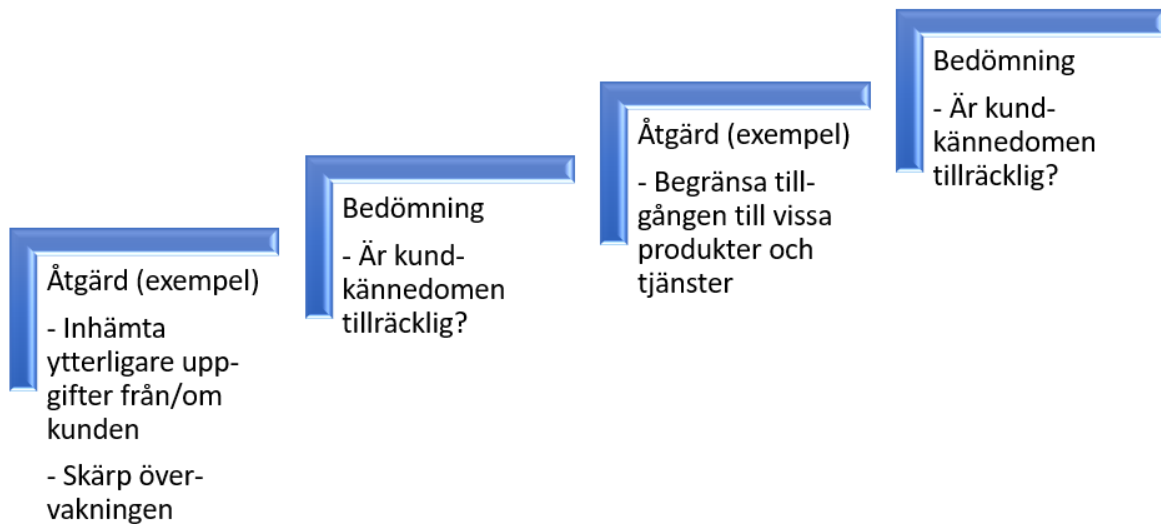 Åtgärd (exempel)
- Inhämta
ytterligare upp-
gifter från/om
kunden
- Skärp över-
vakningen
Bedömning
- Är kund-
kännedomen
tillräcklig?
Åtgärd (exempel)
- Begränsa till-
gången till vissa
produkter och
tjänster
Bedömning
- Är kund-
kännedomen
tillräcklig?